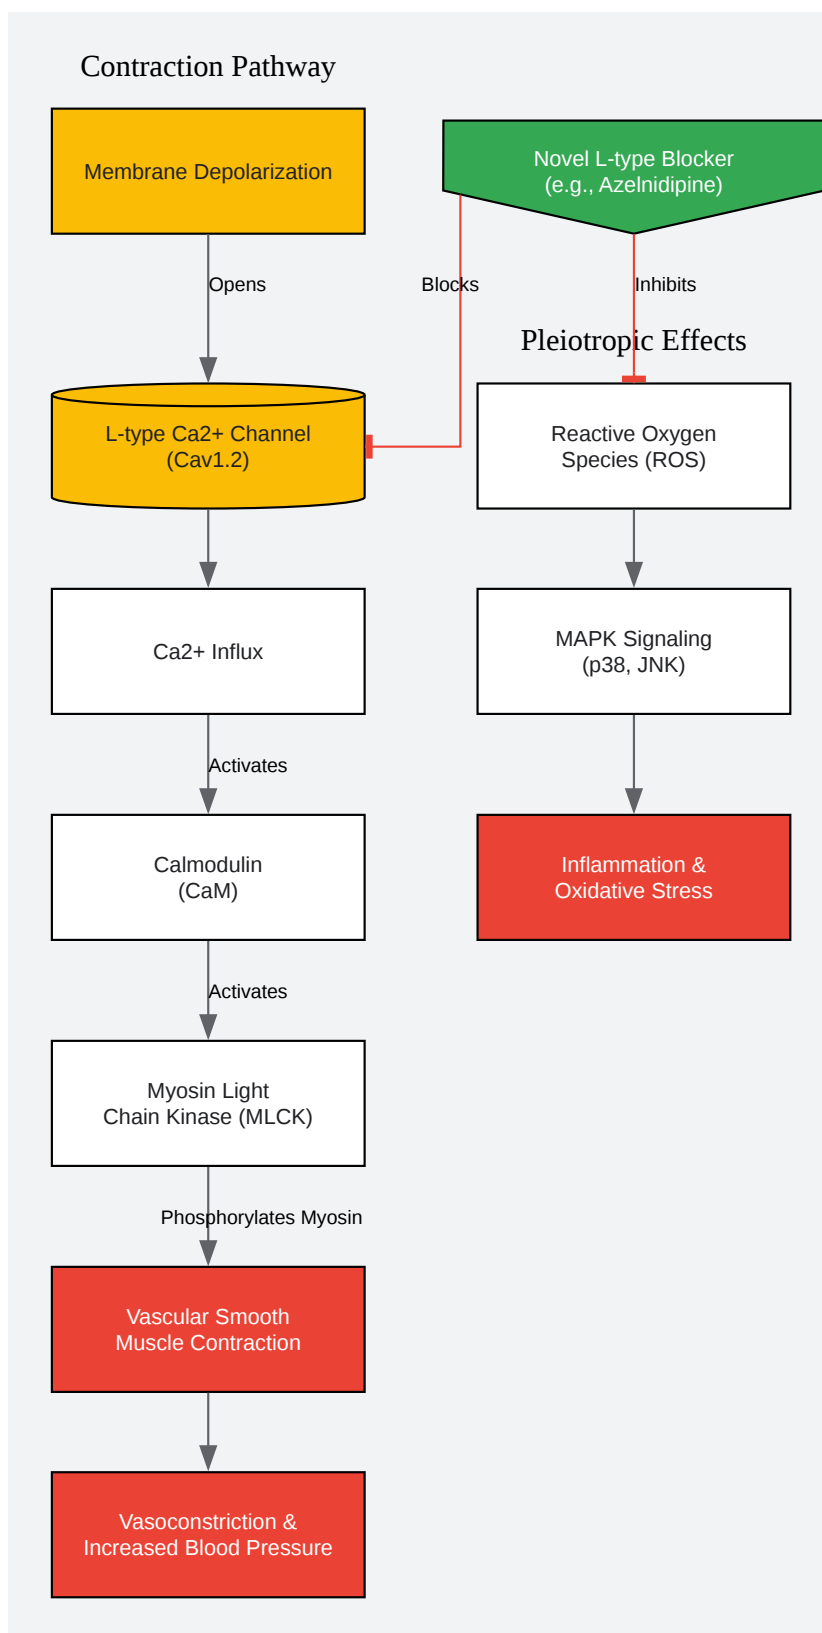 Contraction Pathway
Membrane Depolarization
Novel L-type Blocker
(e.g., Azelnidipine)
Opens
Blocks
Inhibits
Pleiotropic Effects
L-type Ca2+ Channel
(Cav1.2)
Reactive Oxygen
Species (ROS)
Ca2+ Influx
MAPK Signaling
(p38, JNK)
Activates
Calmodulin
(CaM)
Inflammation &
Oxidative Stress
Activates
Myosin Light
Chain Kinase (MLCK)
Phosphorylates Myosin
Vascular Smooth
Muscle Contraction
Vasoconstriction &
Increased Blood Pressure